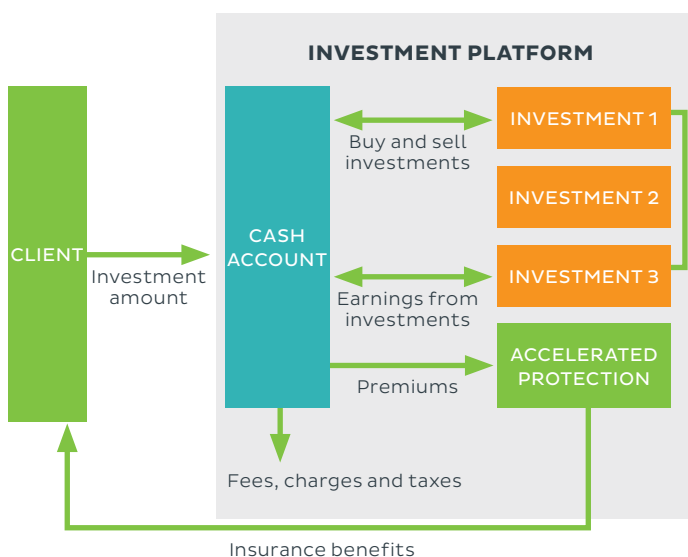 INVESTMENT PLATFORM
CLIENT
Investment
amount
CASH
ACCOUNT
Buy and sell
investments
Earnings from
investments
Premiums
Fees, charges and taxes
INVESTMENT 1
INVESTMENT 2
INVESTMENT 3
ACCELERATED
PROTECTION
Insurance benefits